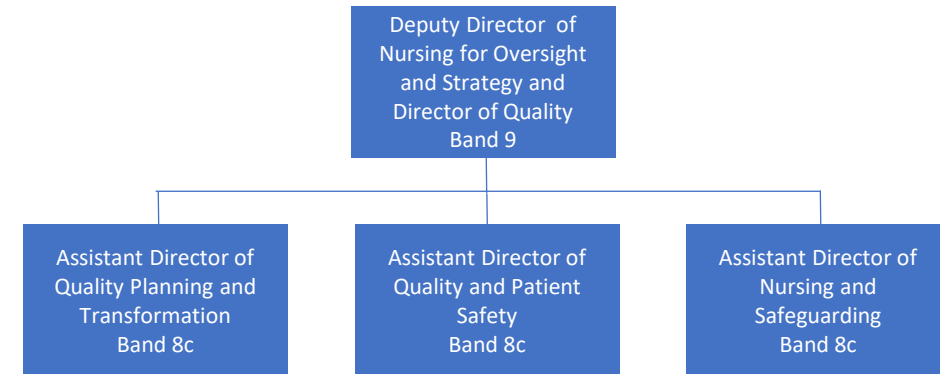 Deputy Director of
Nursing for Oversight
and Strategy and
Director of Quality
Band 9
Assistant Director of
Quality Planning and
Transformation
Band 8c
Assistant Director of
Quality and Patient
Safety
Band 8c
Assistant Director of
Nursing and
Safeguarding
Band 8c